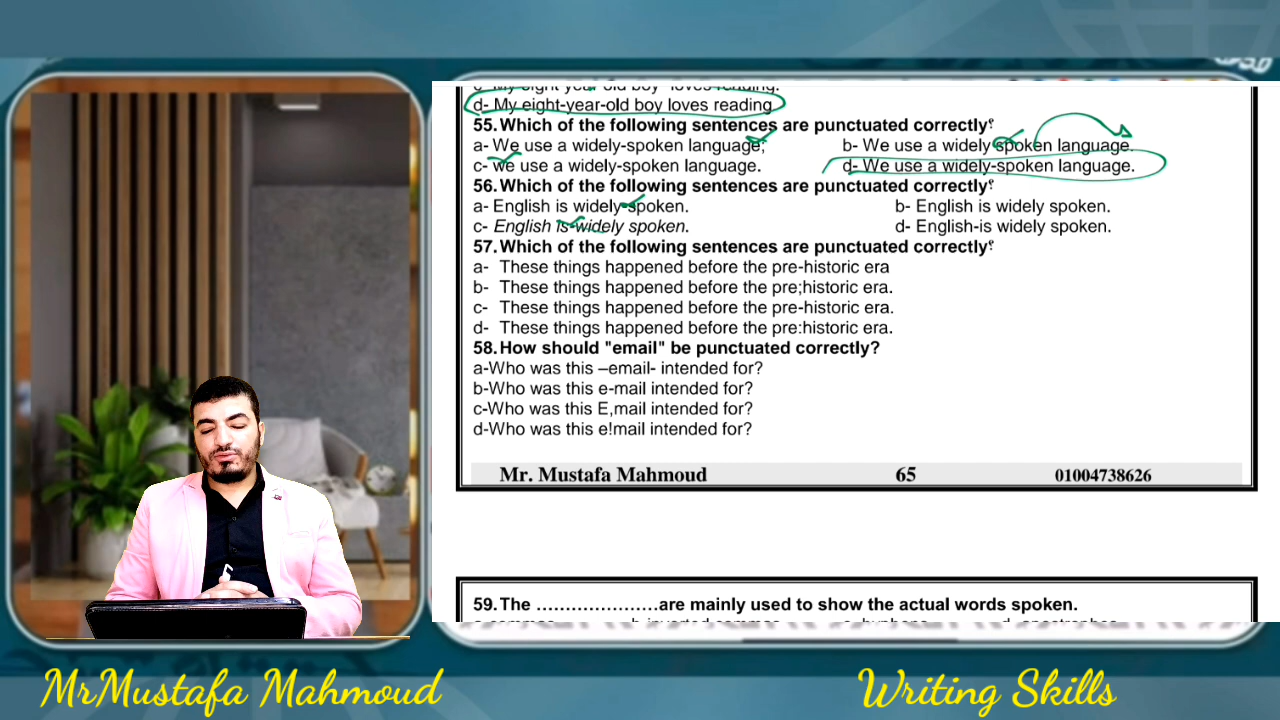 d- My eight-year-old boy loves reading
55. Which of the following sentences are punctuated correctly؟
a- We use a widely-spoken language; b- We use a widely spoken language.
c- we use a widely-spoken language. d- We use a widely-spoken language.
56. Which of the following sentences are punctuated correctly؟
a- English is widely-spoken. b- English is widely spoken.
c- English is-widely spoken. d- English-is widely spoken.
57. Which of the following sentences are punctuated correctly؟
a- These things happened before the pre-historic era
b- These things happened before the pre;historic era.
c- These things happened before the pre-historic era.
d- These things happened before the pre:historic era.
58. How should "email" be punctuated correctly?
a-Who was this –email- intended for?
b-Who was this e-mail intended for?
c-Who was this E,mail intended for?
d-Who was this e!mail intended for?
Mr. Mustafa Mahmoud 65 01004738626
59. The .....................are mainly used to show the actual words spoken.
MrMustafa Mahmoud Writing Skills